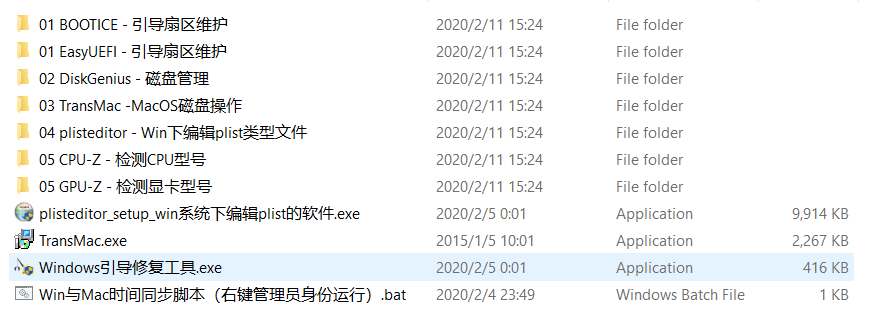 01 BOOTICE - 引导扇区维护 2020/2/11 15:24 File folder
01 EasyUEFI - 引导扇区维护 2020/2/11 15:24 File folder
02 DiskGenius - 磁盘管理 2020/2/11 15:24 File folder
03 TransMac -MacOS磁盘操作 2020/2/11 15:24 File folder
04 plisteditor - Win下编辑plist类型文件 2020/2/11 15:24 File folder
05 CPU-Z - 检测CPU型号 2020/2/11 15:24 File folder
05 GPU-Z - 检测显卡型号 2020/2/11 15:24 File folder
plisteditor_setup_win系统下编辑plist的软件.exe 2020/2/5 0:01 Application 9,914 KB
TransMac.exe 2015/1/5 10:01 Application 2,267 KB
Windows引导修复工具.exe 2020/2/5 0:01 Application 416 KB
Win与Mac时间同步脚本（右键管理员身份运行）.bat 2020/2/4 23:49 Windows Batch File 1 KB